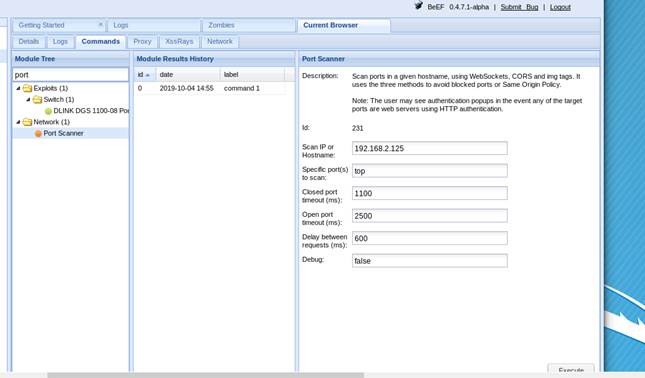 BeEF 0.4.7.1-alpha | Submit Bug | Logout
Getting Started Logs Zombies Current Browser
Details Logs Commands Proxy XssRays Network
Module Tree
port
Exploits (1)
Switch (1)
DLINK DGS 1100-08 Por
Network (1)
Port Scanner
Module Results History
id date label
0 2019-10-04 14:55 command 1
Port Scanner
Description: Scan ports in a given hostname, using WebSockets, CORS and img tags. It
uses the three methods to avoid blocked ports or Same Origin Policy.
Note: The user may see authentication popups in the event any of the target
ports are web servers using HTTP authentication.
Id: 231
Scan IP or
Hostname: 192.168.2.125
Specific port(s)
to scan: top
Closed port
timeout (ms): 1100
Open port
timeout (ms): 2500
Delay between
requests (ms): 600
Debug: false
Execute